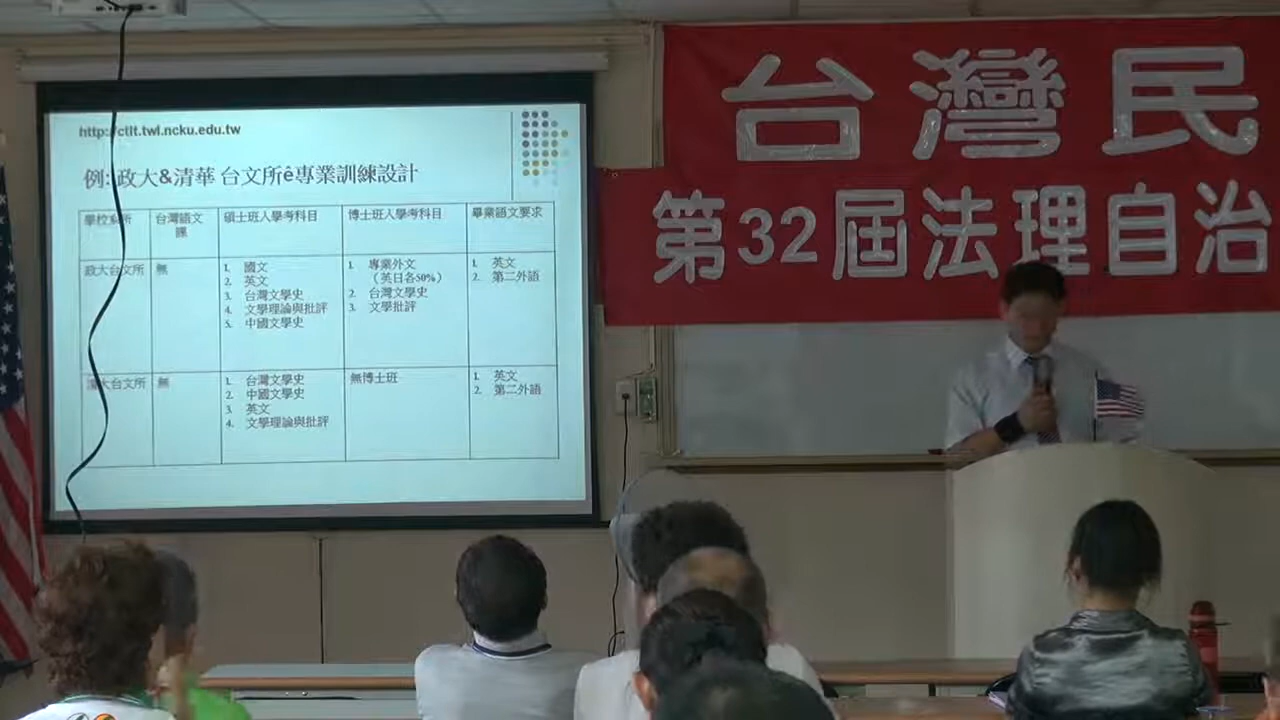 http://ctlt.twl.ncku.edu.tw
例: 政大&清華 台文所ê專業訓練設計
學校系所 台灣語文課 碩士班入學考科目 博士班入學考科目 畢業語文要求
政大台文所 無
1. 國文
2. 英文
3. 台灣文學史
4. 文學理論與批評
5. 中國文學史
1. 專業外文
（英日各50%）
2. 台灣文學史
3. 文學批評
1. 英文
2. 第二外語
清大台文所 無
1. 台灣文學史
2. 中國文學史
3. 英文
4. 文學理論與批評
無博士班
1. 英文
2. 第二外語
台灣民
第32屆法理自治